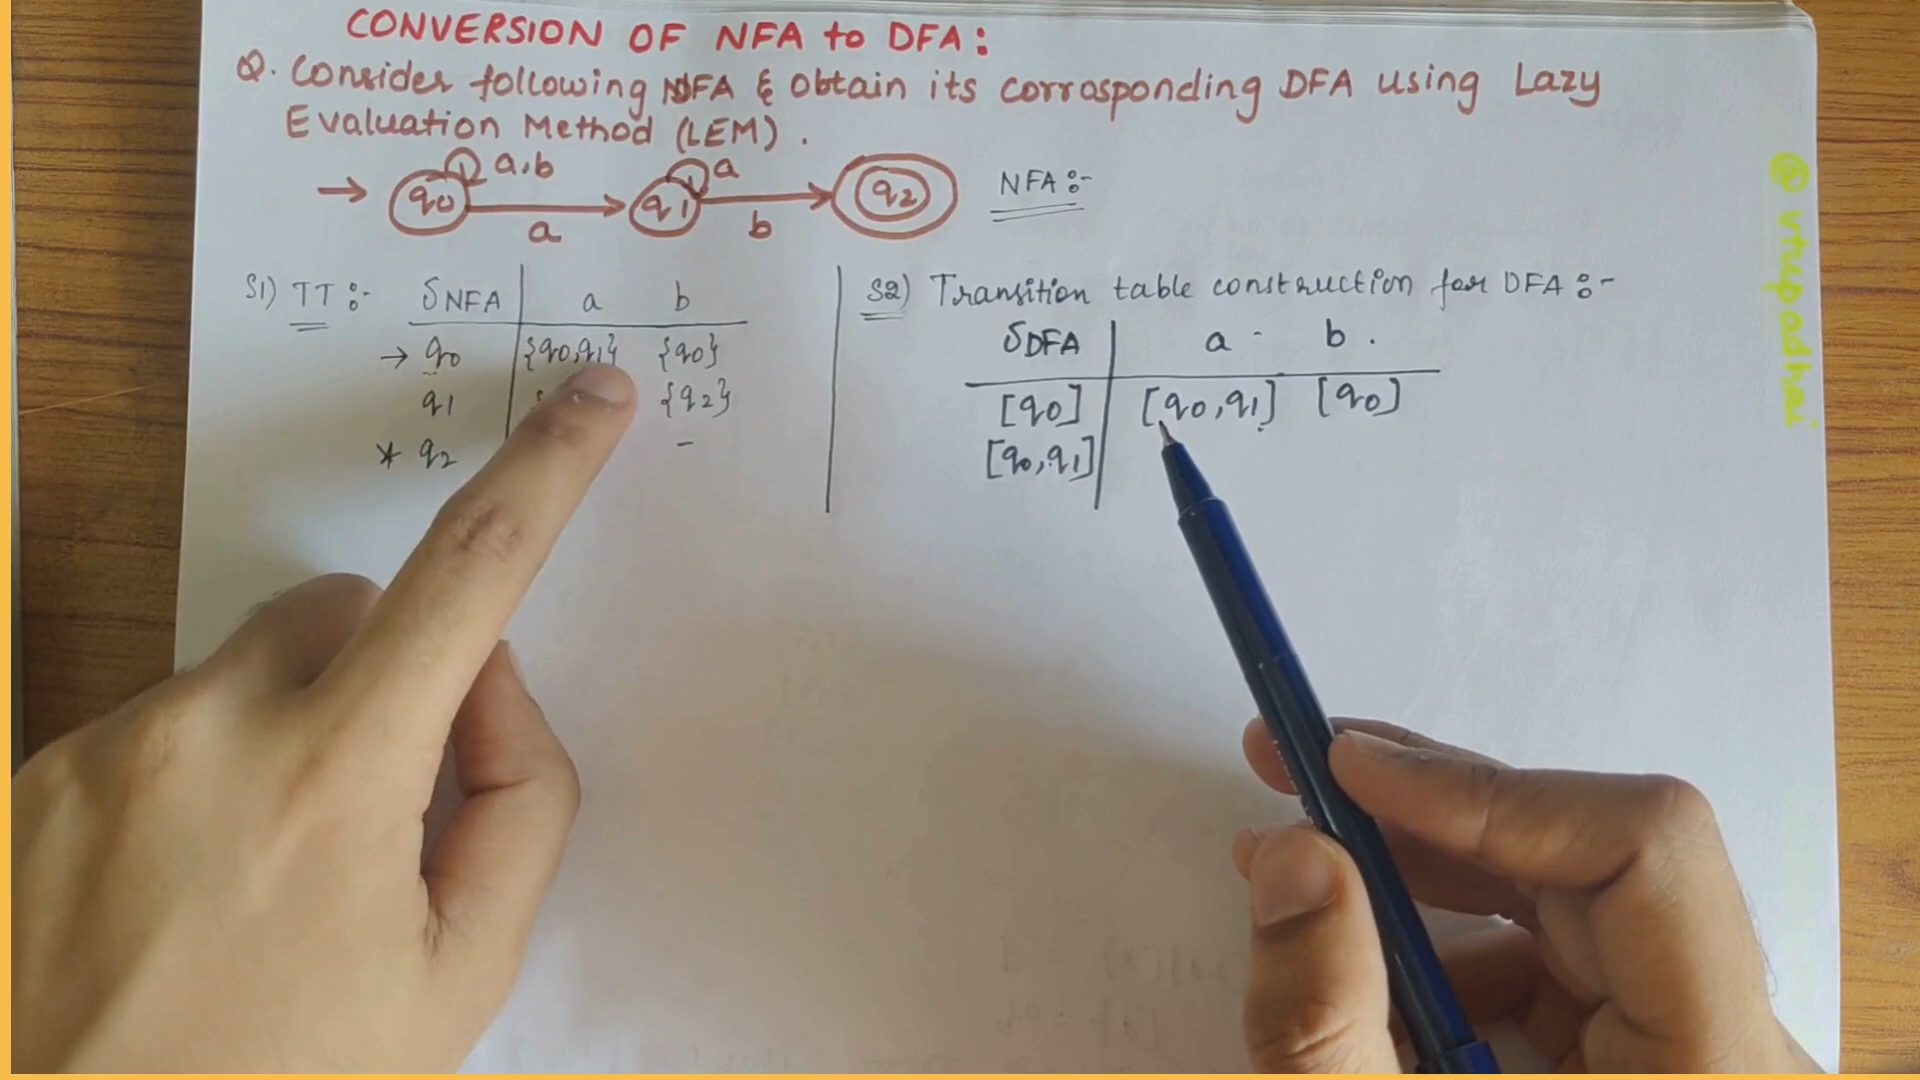 CONVERSION OF NFA to DFA:
Q. Consider following NFA & obtain its corrosponding DFA using Lazy
Evaluation Method (LEM).
a,b
a
q0
q1
q2
a
b
NFA:-
S1) TT:-
δNFA a b
→ q0 {q0,q1} {q0}
q1 {q2}
* q2 -
S2) Transition table construction for DFA:-
δDFA a b
[q0] [q0,q1] [q0]
[q0,q1]
@vtupadhai